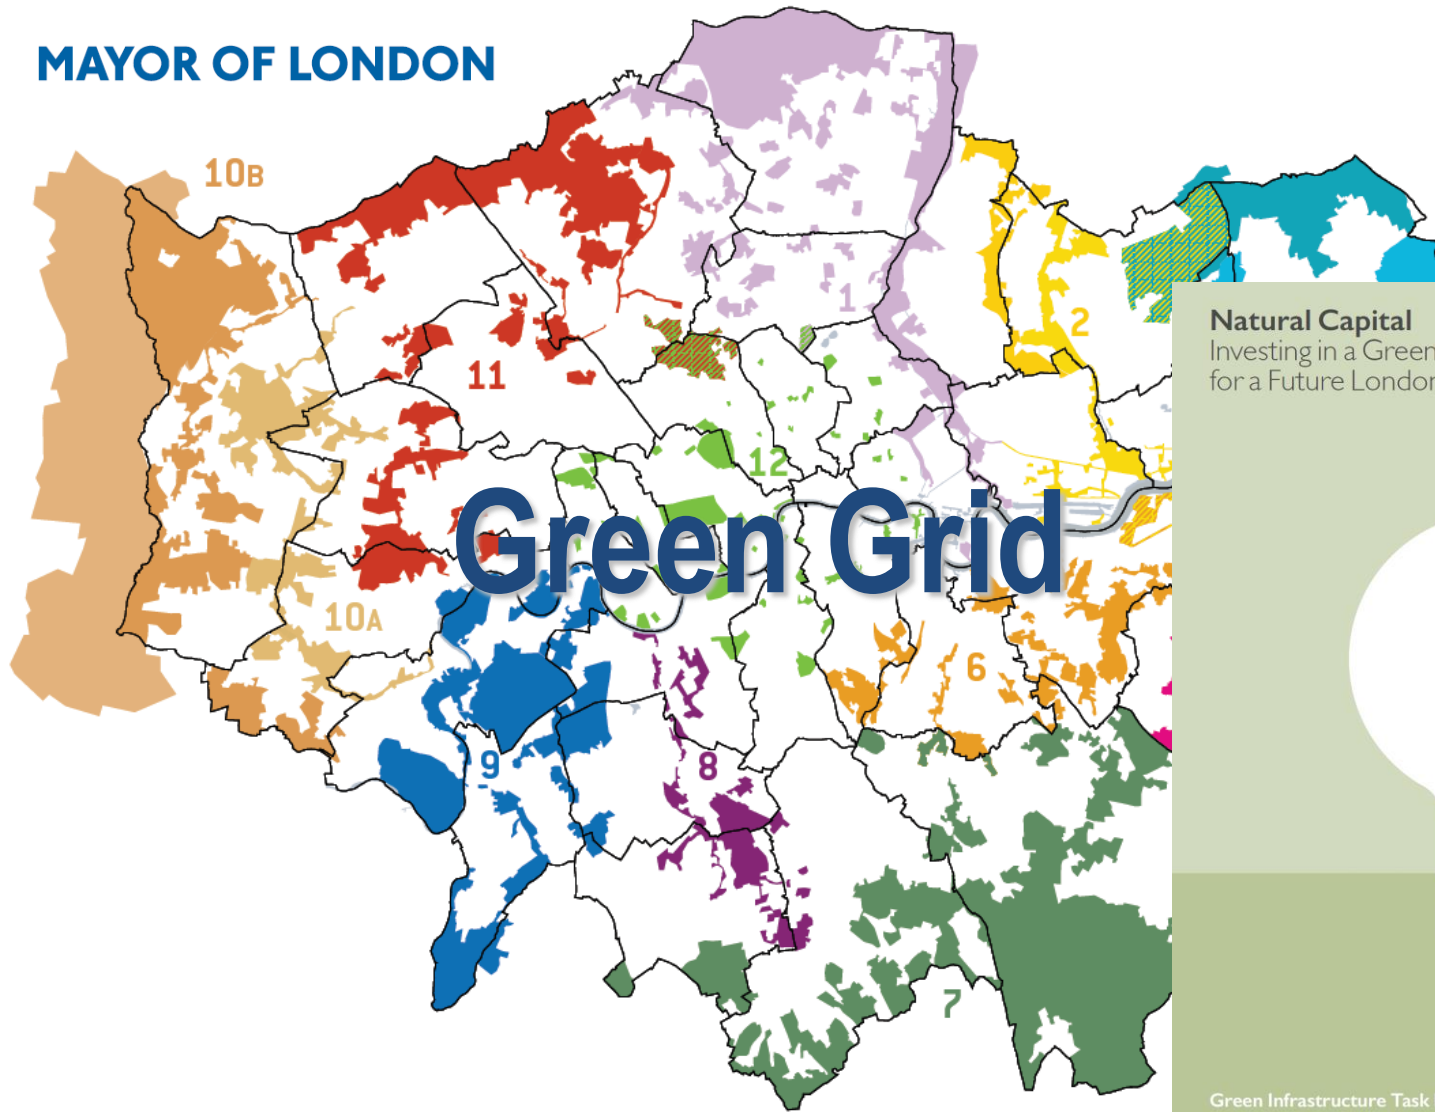 MAYOR OF LONDON
10B
1
2
11
12
Green Grid
10A
6
9
8
7
Natural Capital
Investing in a Green
for a Future London
Green Infrastructure Task